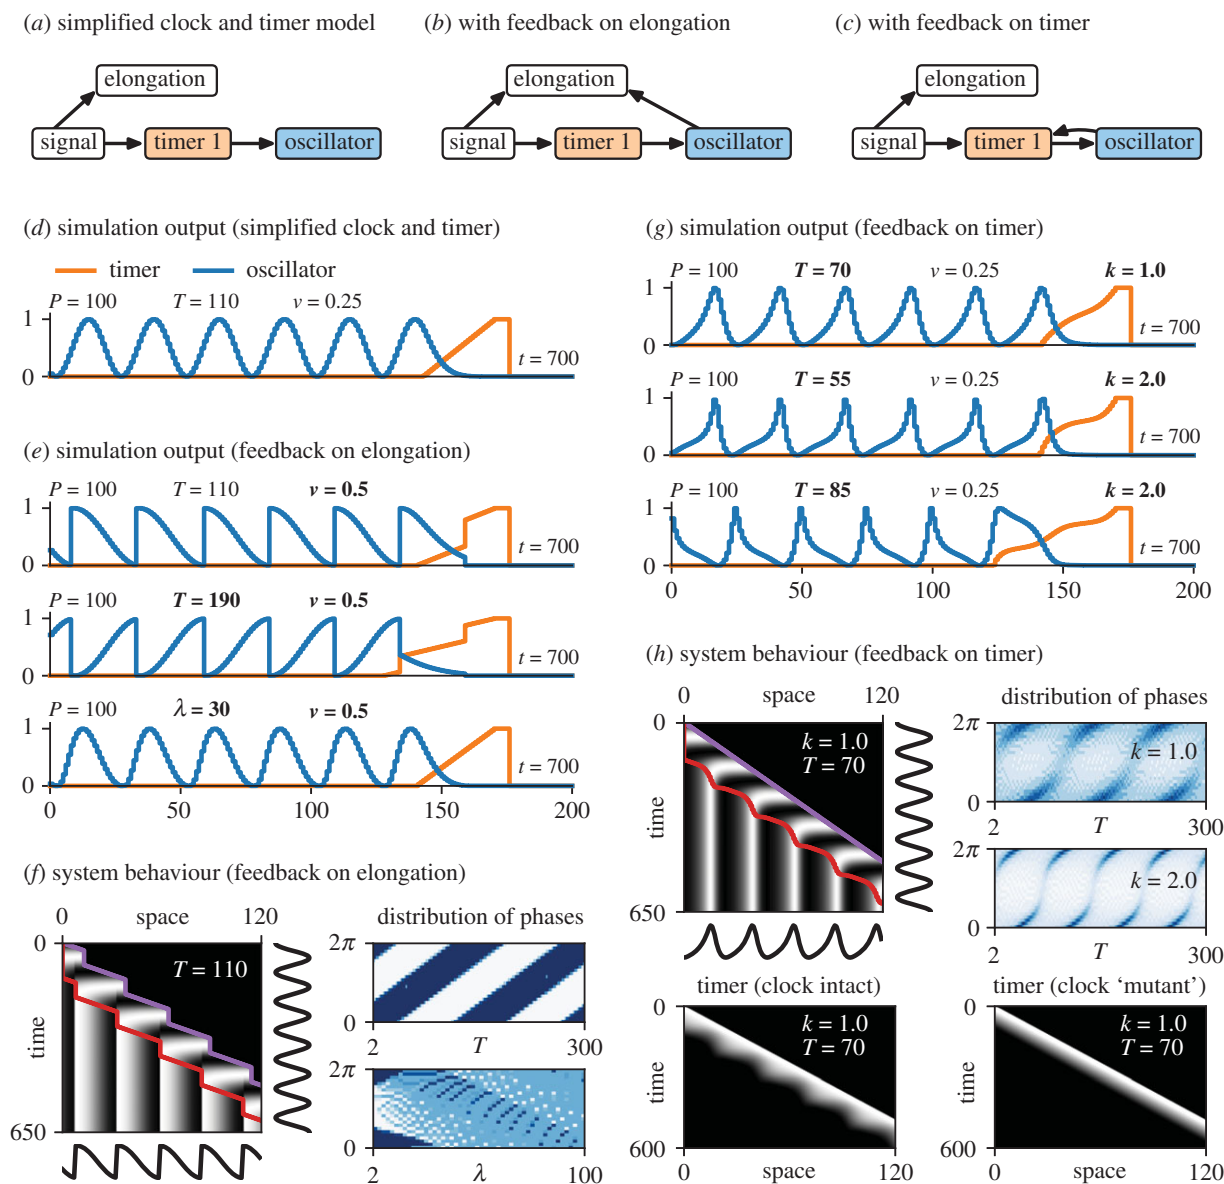 (a) simplified clock and timer model
elongation
signal
timer 1
oscillator
(b) with feedback on elongation
elongation
signal
timer 1
oscillator
(c) with feedback on timer
elongation
signal
timer 1
oscillator
(d) simulation output (simplified clock and timer)
timer oscillator
P = 100 T = 110 v = 0.25
1
t = 700
0
(e) simulation output (feedback on elongation)
P = 100 T = 110 v = 0.5
1
t = 700
0
P = 100 T = 190 v = 0.5
1
t = 700
0
P = 100 λ = 30 v = 0.5
1
t = 700
0
0 50 100 150 200
(f) system behaviour (feedback on elongation)
0 space 120
0
time
650
T = 110
distribution of phases
2π
0
2 T 300
2π
0
2 λ 100
(g) simulation output (feedback on timer)
P = 100 T = 70 v = 0.25 k = 1.0
1
t = 700
0
P = 100 T = 55 v = 0.25 k = 2.0
1
t = 700
0
P = 100 T = 85 v = 0.25 k = 2.0
1
t = 700
0
0 50 100 150 200
(h) system behaviour (feedback on timer)
0 space 120
0
time
650
k = 1.0
T = 70
distribution of phases
2π
k = 1.0
0
2 T 300
2π
k = 2.0
0
2 T 300
timer (clock intact)
0
k = 1.0
T = 70
time
600
0 space 120
timer (clock ‘mutant’)
0
k = 1.0
T = 70
time
600
0 space 120